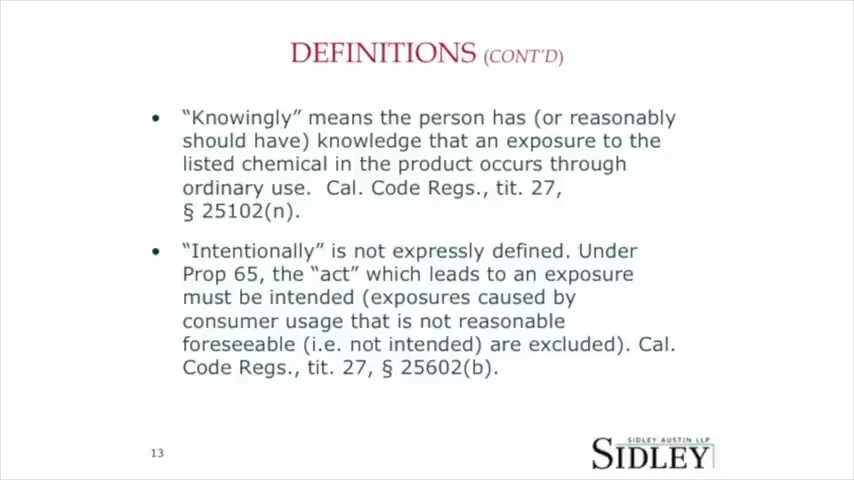 DEFINITIONS (CONT'D)
• “Knowingly” means the person has (or reasonably
should have) knowledge that an exposure to the
listed chemical in the product occurs through
ordinary use.  Cal. Code Regs., tit. 27,
§ 25102(n).
• “Intentionally” is not expressly defined. Under
Prop 65, the “act” which leads to an exposure
must be intended (exposures caused by
consumer usage that is not reasonable
foreseeable (i.e. not intended) are excluded). Cal.
Code Regs., tit. 27, § 25602(b).
13
SIDLEY AUSTIN LLP
SIDLEY